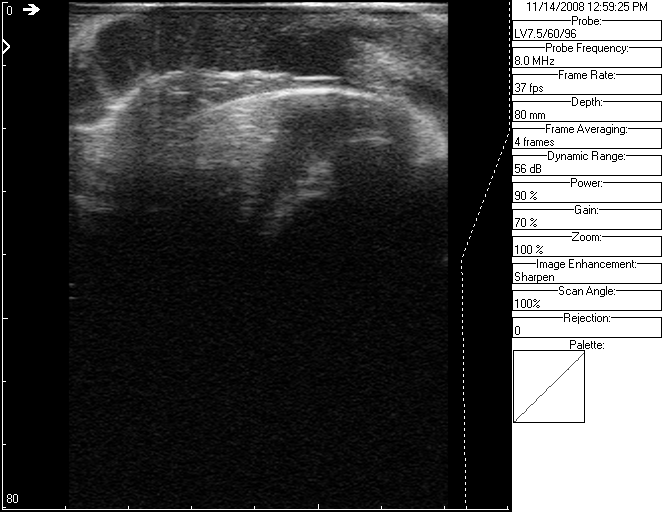 0
80
11/14/2008 12:59:25 PM
Probe:
LV7.5/60/96
Probe Frequency:
8.0 MHz
Frame Rate:
37 fps
Depth:
80 mm
Frame Averaging:
4 frames
Dynamic Range:
56 dB
Power:
90 %
Gain:
70 %
Zoom:
100 %
Image Enhancement:
Sharpen
Scan Angle:
100%
Rejection:
0
Palette: